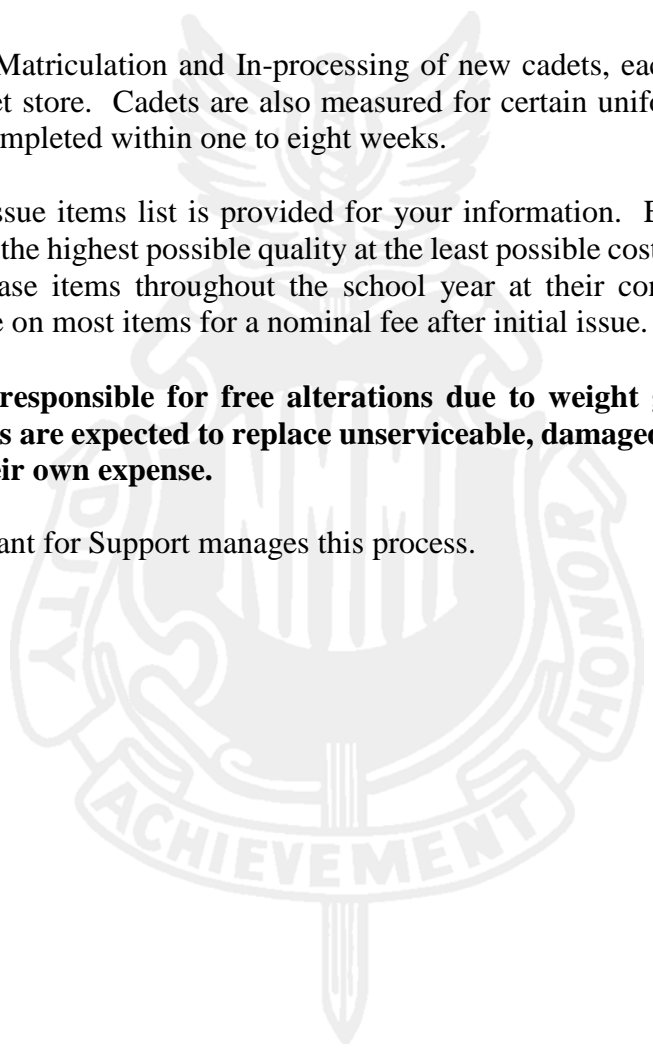 Matriculation and In-processing of new cadets, eac
et store. Cadets are also measured for certain unifo
mpleted within one to eight weeks.
ssue items list is provided for your information. E
the highest possible quality at the least possible cost
ase items throughout the school year at their con
e on most items for a nominal fee after initial issue.
responsible for free alterations due to weight g
s are expected to replace unserviceable, damaged
eir own expense.
ant for Support manages this process.
NMMI
DUTY
HONOR
ACHIEVEMENT